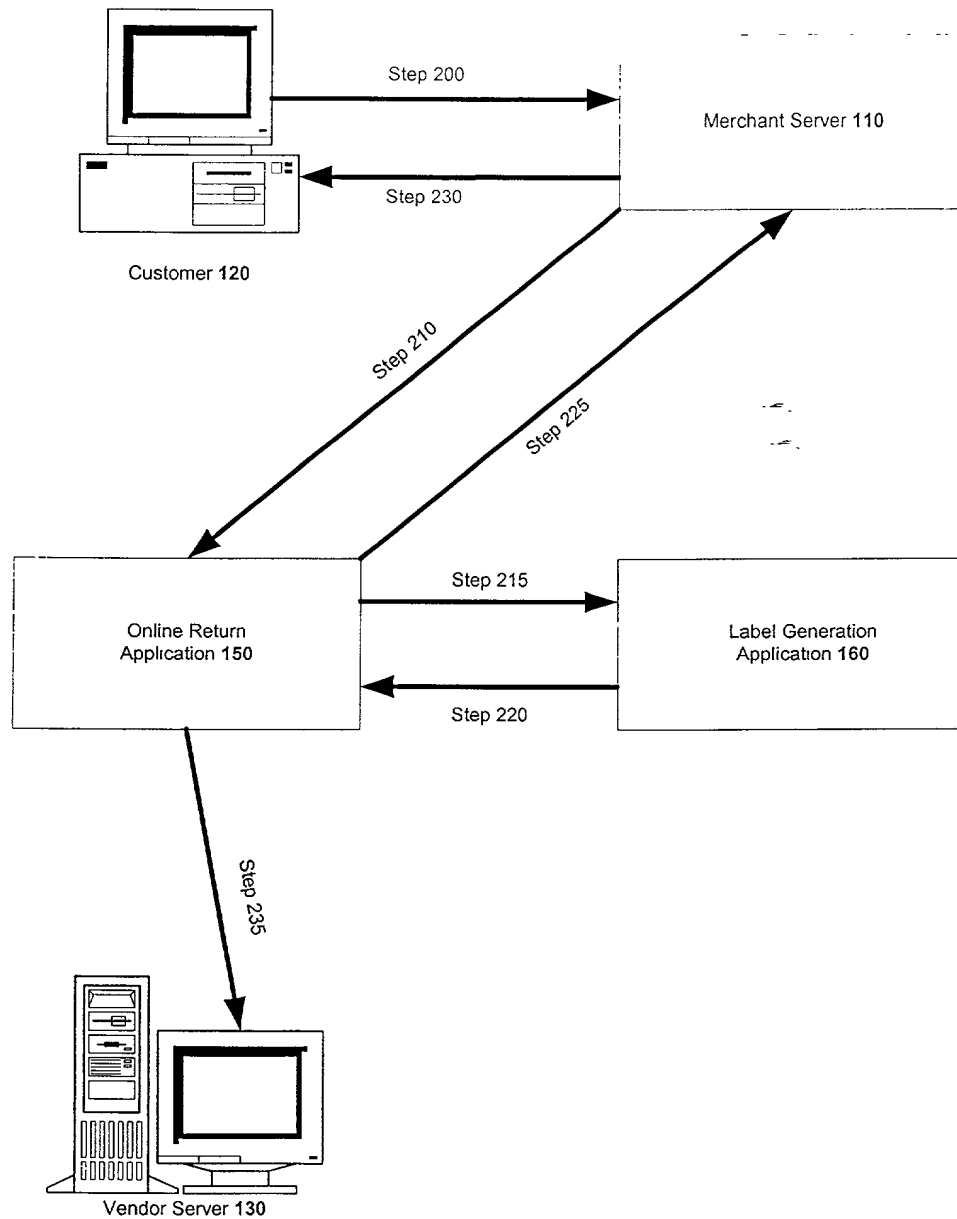 Step 200
Merchant Server 110
Step 230
Customer 120
Step 210
Step 225
Step 215
Online Return
Application 150
Label Generation
Application 160
Step 220
Step 235
Vendor Server 130